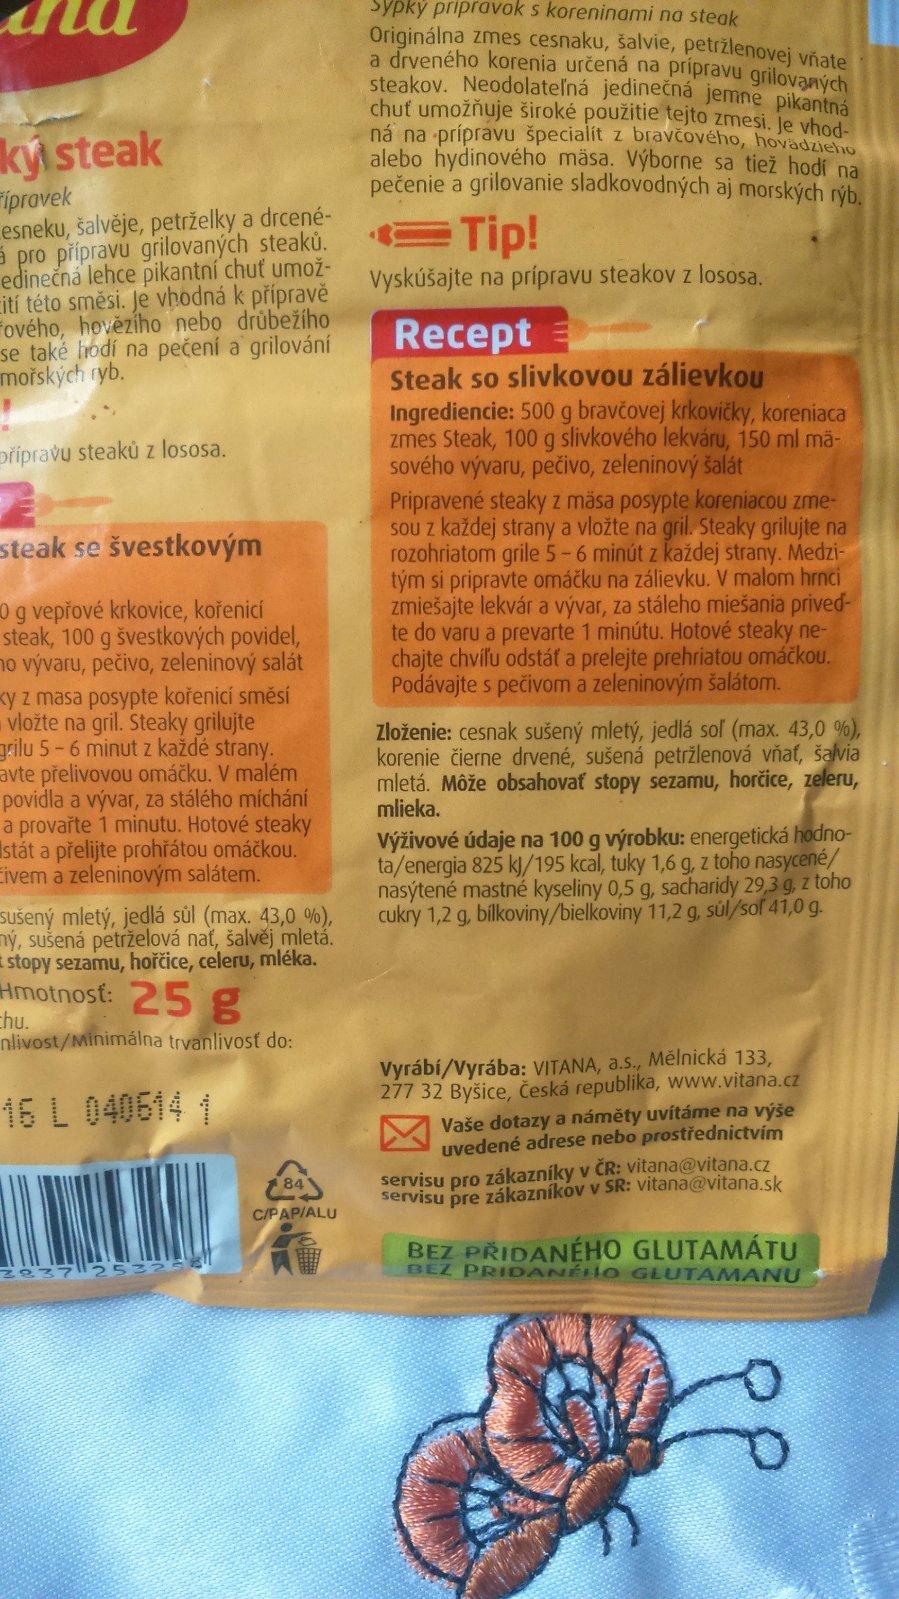 ana
ký steak
řípravek
esneku, šalvěje, petrželky a drcené-
á pro přípravu grilovaných steaků.
edinečná lehce pikantní chuť umož-
ití této směsi. Je vhodná k přípravě
ového, hovězího nebo drůbežího
se také hodí na pečení a grilování
mořských ryb.
!
přípravu steaků z lososa.
steak se švestkovým
0 g vepřové krkovice, kořenicí
steak, 100 g švestkových povidel,
ho vývaru, pečivo, zeleninový salát
ky z masa posypte kořenicí směsí
vložte na gril. Steaky grilujte
grilu 5 – 6 minut z každé strany.
avte přelivovou omáčku. V malém
povidla a vývar, za stálého míchání
a provařte 1 minutu. Hotové steaky
dstát a přelijte prohřátou omáčkou.
čivem a zeleninovým salátem.
sušený mletý, jedlá sůl (max. 43,0 %),
ný, sušená petrželová nať, šalvěj mletá.
stopy sezamu, hořčice, celeru, mléka.
Hmotnosť: 25 g
chu.
nlivost/Minimálna trvanlivosť do:
16 L 040614 1
84
C/PAP/ALU
Sypký prípravok s koreninami na steak
Originálna zmes cesnaku, šalvie, petržlenovej vňate
a drveného korenia určená na prípravu grilovaných
steakov. Neodolateľná jedinečná jemne pikantná
chuť umožňuje široké použitie tejto zmesi. Je vhod-
ná na prípravu špecialít z bravčového, hovädzieho
alebo hydinového mäsa. Výborne sa tiež hodí na
pečenie a grilovanie sladkovodných aj morských rýb.
Tip!
Vyskúšajte na prípravu steakov z lososa.
Recept
Steak so slivkovou zálievkou
Ingrediencie: 500 g bravčovej krkovičky, koreniaca
zmes Steak, 100 g slivkového lekváru, 150 ml mä-
sového vývaru, pečivo, zeleninový šalát
Pripravené steaky z mäsa posypte koreniacou zme-
sou z každej strany a vložte na gril. Steaky grilujte na
rozohriatom grile 5 – 6 minút z každej strany. Medzi-
tým si pripravte omáčku na zálievku. V malom hrnci
zmiešajte lekvár a vývar, za stáleho miešania priveď-
te do varu a prevarte 1 minútu. Hotové steaky ne-
chajte chvíľu odstáť a prelejte prehriatou omáčkou.
Podávajte s pečivom a zeleninovým šalátom.
Zloženie: cesnak sušený mletý, jedlá soľ (max. 43,0 %),
korenie čierne drvené, sušená petržlenová vňať, šalvia
mletá. Môže obsahovať stopy sezamu, horčice, zeleru,
mlieka.
Výživové údaje na 100 g výrobku: energetická hodno-
ta/energia 825 kJ/195 kcal, tuky 1,6 g, z toho nasycené/
nasýtené mastné kyseliny 0,5 g, sacharidy 29,3 g, z toho
cukry 1,2 g, bílkoviny/bielkoviny 11,2 g, sůl/soľ 41,0 g.
Vyrábí/Vyrába: VITANA, a.s., Mělnická 133,
277 32 Byšice, Česká republika, www.vitana.cz
Vaše dotazy a náměty uvítáme na výše
uvedené adrese nebo prostřednictvím
servisu pro zákazníky v ČR: vitana@vitana.cz
servisu pre zákazníkov v SR: vitana@vitana.sk
BEZ PŘIDANÉHO GLUTAMÁTU
BEZ PRIDANÉHO GLUTAMANU